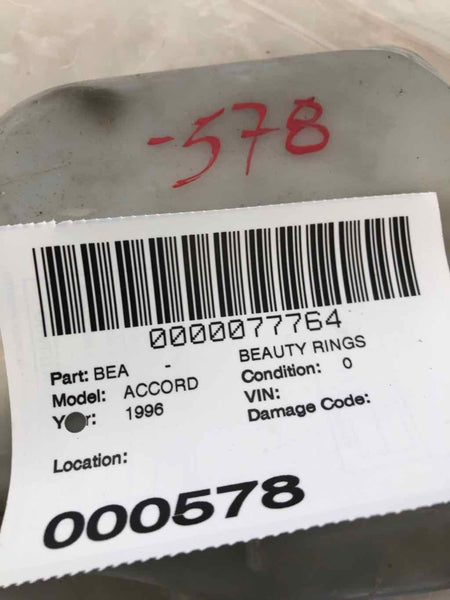 -578
0000077764
Part: BEA - BEAUTY RINGS
Model: ACCORD Condition: 0
Y r: 1996 VIN:
Damage Code:
Location:
000578